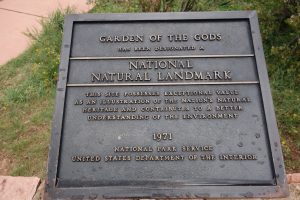 GARDEN OF THE GODS
HAS BEEN DESIGNATED A
NATIONAL
NATURAL LANDMARK
THIS SITE POSSESSES EXCEPTIONAL VALUE
AS AN ILLUSTRATION OF THE NATION'S NATURAL
HERITAGE AND CONTRIBUTES TO A BETTER
UNDERSTANDING OF THE ENVIRONMENT
1971
NATIONAL PARK SERVICE
UNITED STATES DEPARTMENT OF THE INTERIOR